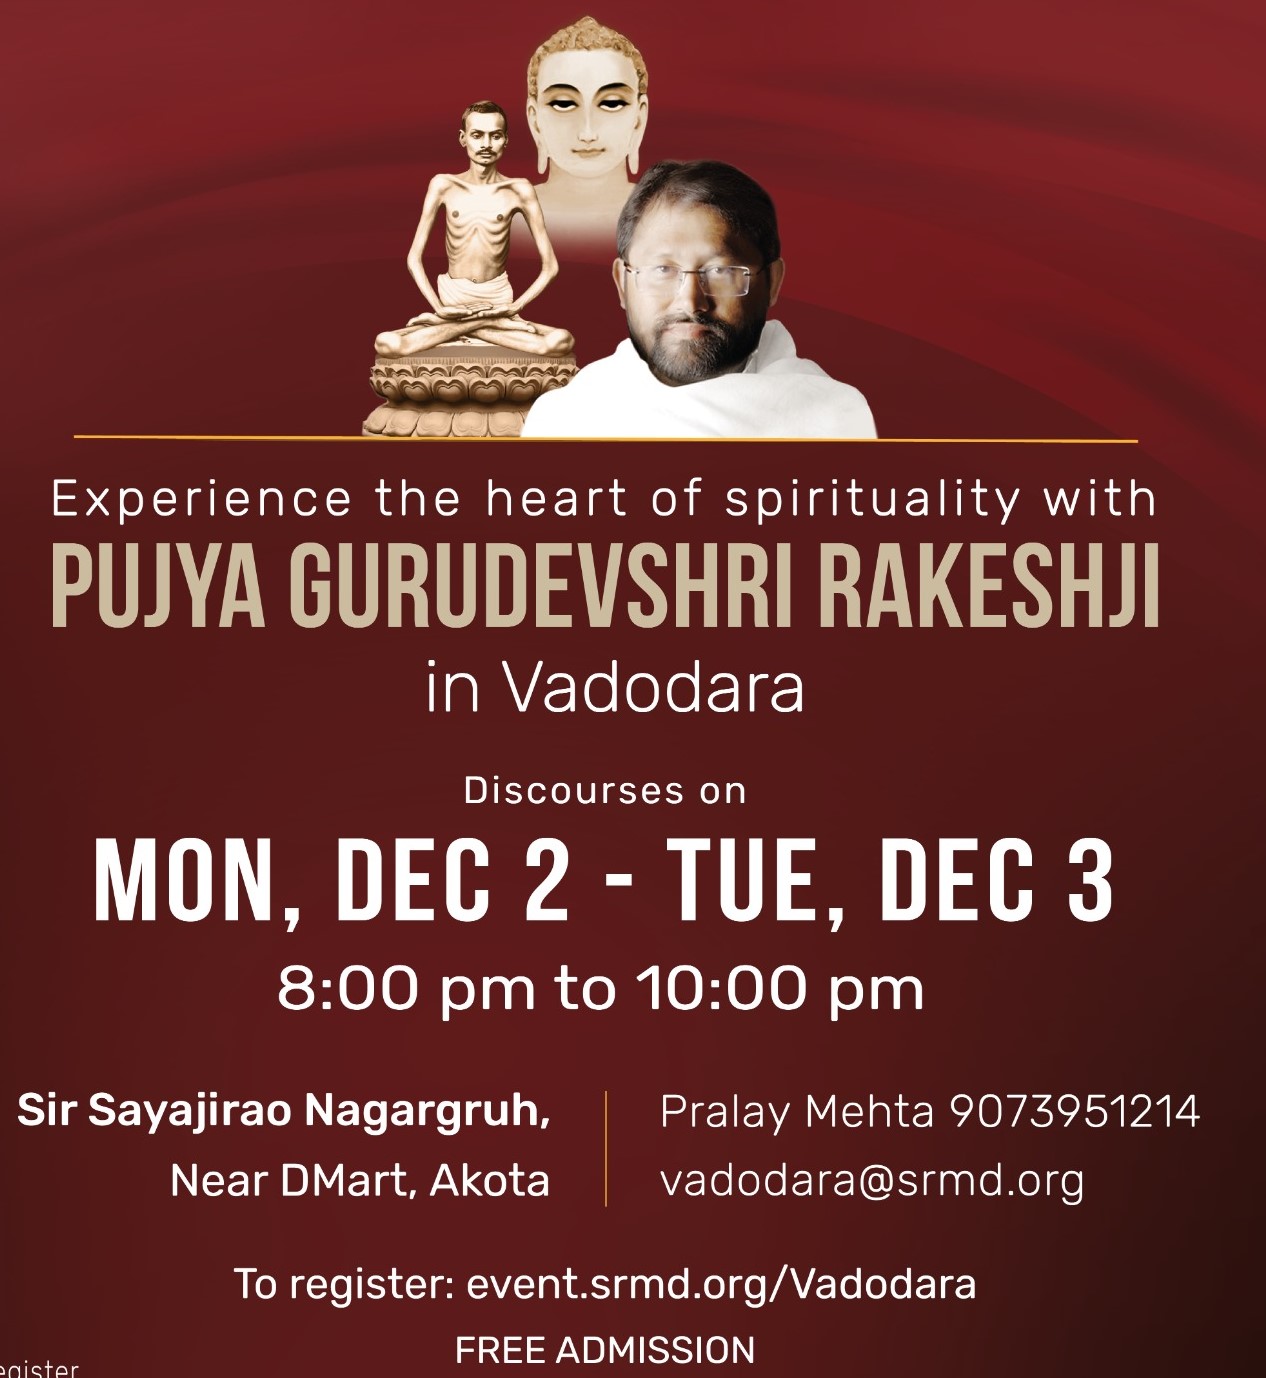 Experience the heart of spirituality with
PUJYA GURUDEVSHRI RAKESHJI
in Vadodara
Discourses on
MON, DEC 2 - TUE, DEC 3
8:00 pm to 10:00 pm
Sir Sayajirao Nagargruh,
Near DMart, Akota
Pralay Mehta 9073951214
vadodara@srmd.org
To register: event.srmd.org/Vadodara
FREE ADMISSION